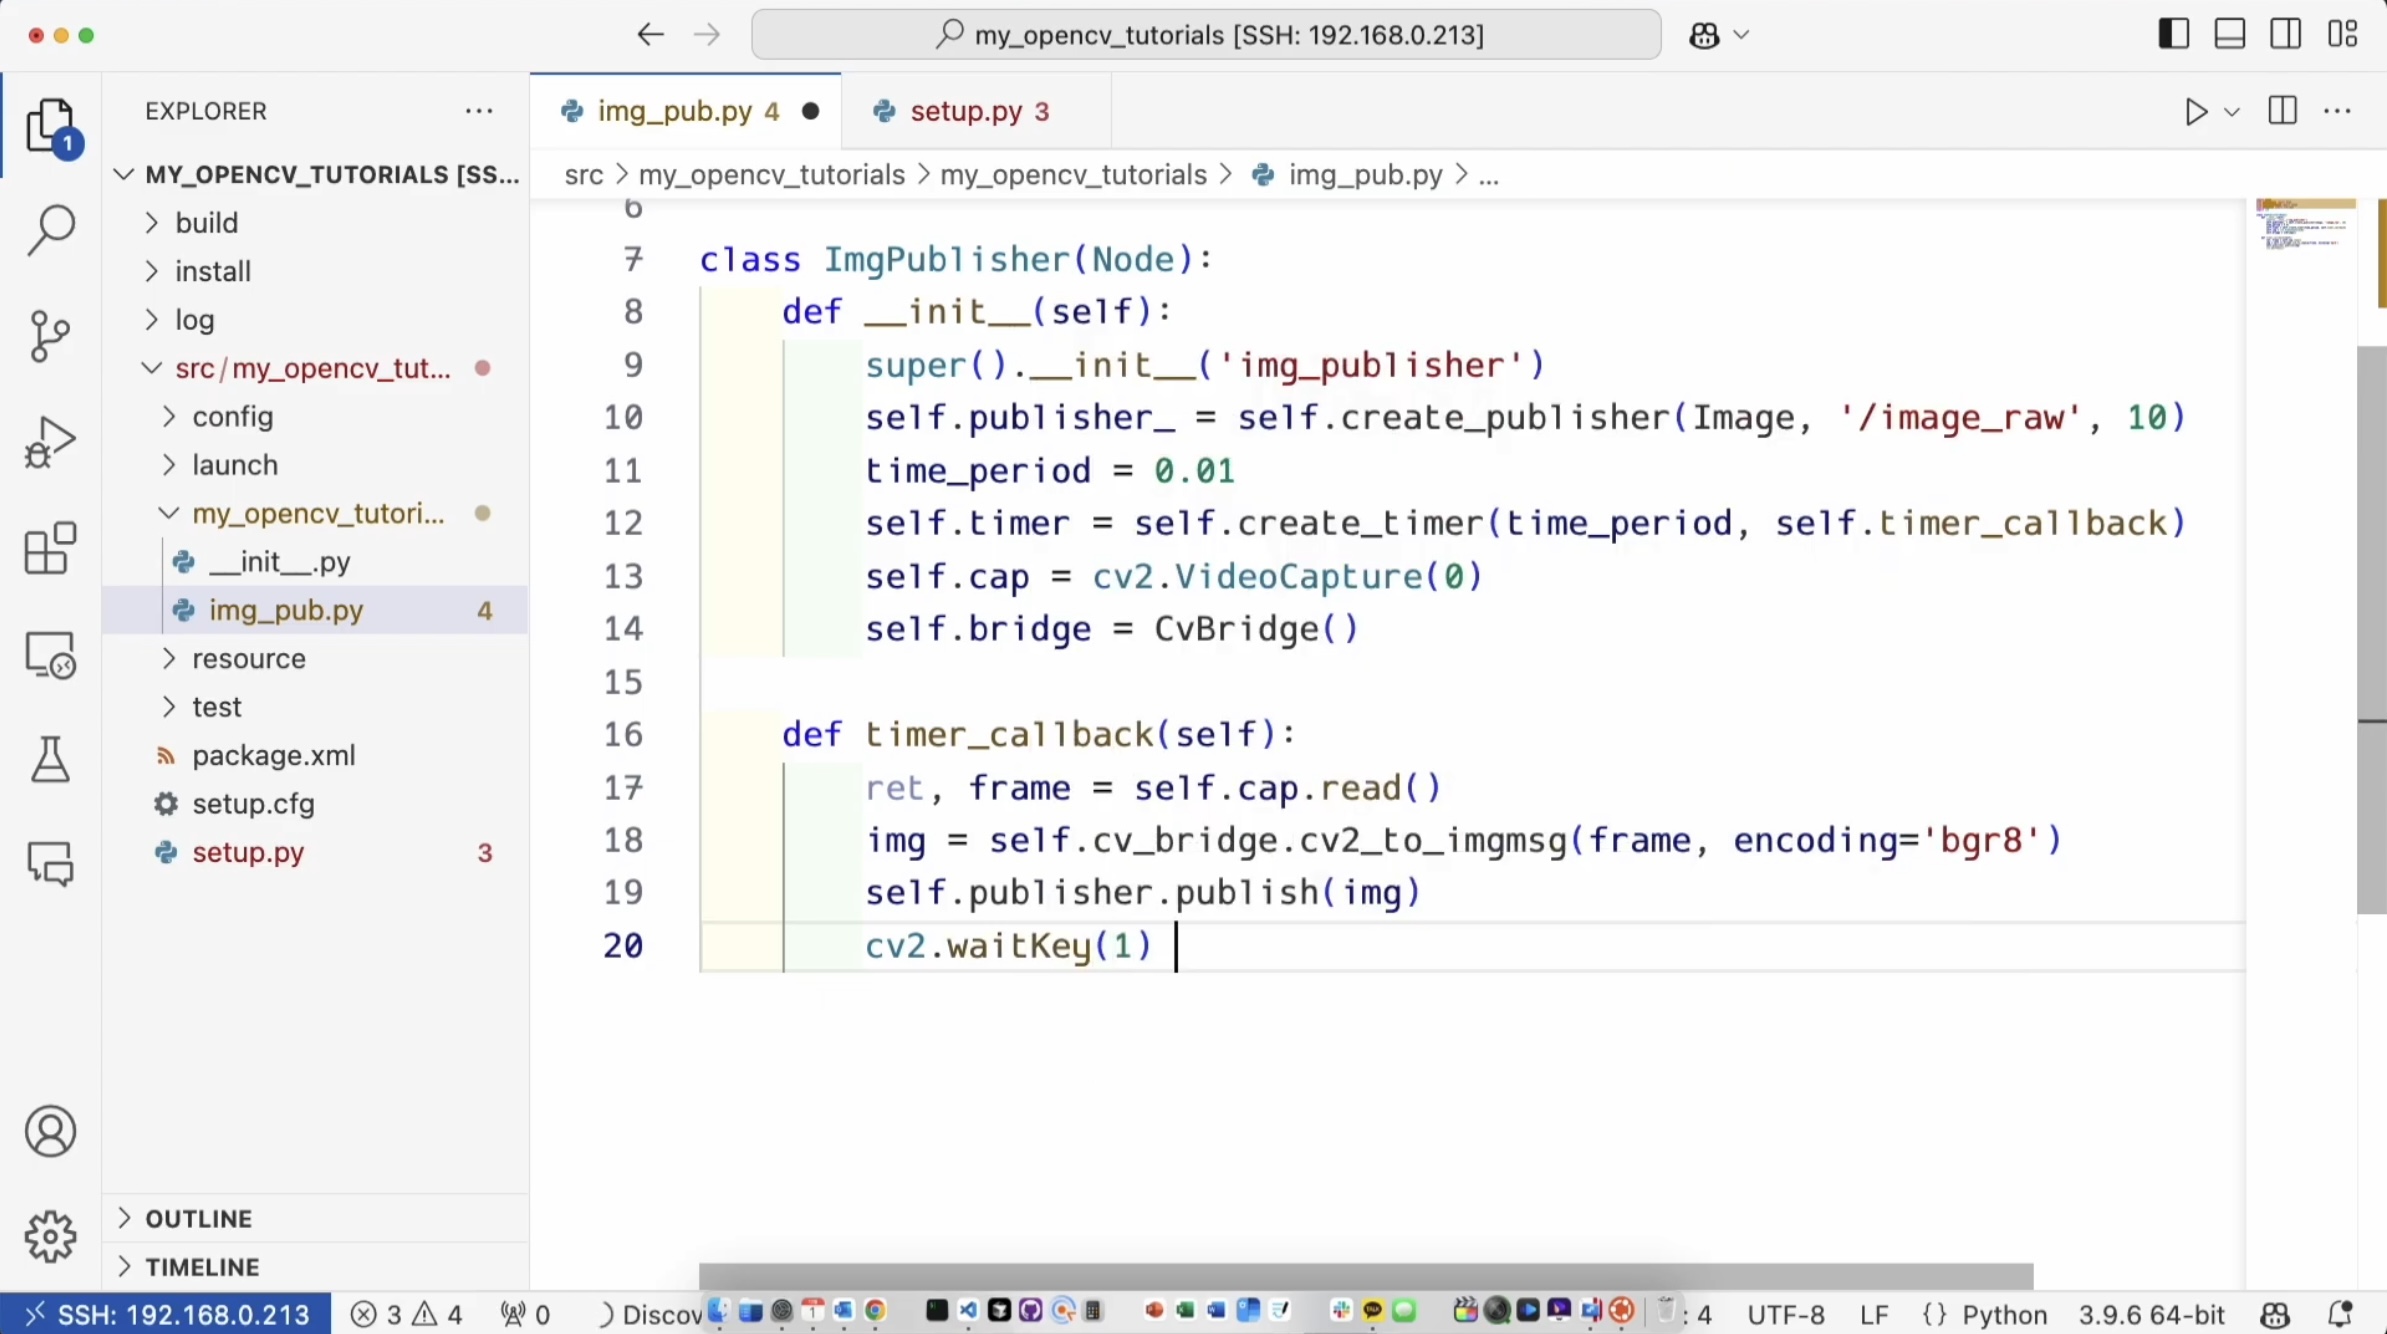 my_opencv_tutorials [SSH: 192.168.0.213]
EXPLORER
img_pub.py 4
setup.py 3
1
MY_OPENCV_TUTORIALS [SS...
src > my_opencv_tutorials > my_opencv_tutorials > img_pub.py > ...
build
install
log
src/my_opencv_tut...
config
launch
my_opencv_tutori...
__init__.py
img_pub.py 4
resource
test
package.xml
setup.cfg
setup.py 3
OUTLINE
TIMELINE
6
7 class ImgPublisher(Node):
8 def __init__(self):
9 super().__init__('img_publisher')
10 self.publisher_ = self.create_publisher(Image, '/image_raw', 10)
11 time_period = 0.01
12 self.timer = self.create_timer(time_period, self.timer_callback)
13 self.cap = cv2.VideoCapture(0)
14 self.bridge = CvBridge()
15
16 def timer_callback(self):
17 ret, frame = self.cap.read()
18 img = self.cv_bridge.cv2_to_imgmsg(frame, encoding='bgr8')
19 self.publisher.publish(img)
20 cv2.waitKey(1)
SSH: 192.168.0.213 3 4 0 Discov : 4 UTF-8 LF {} Python 3.9.6 64-bit